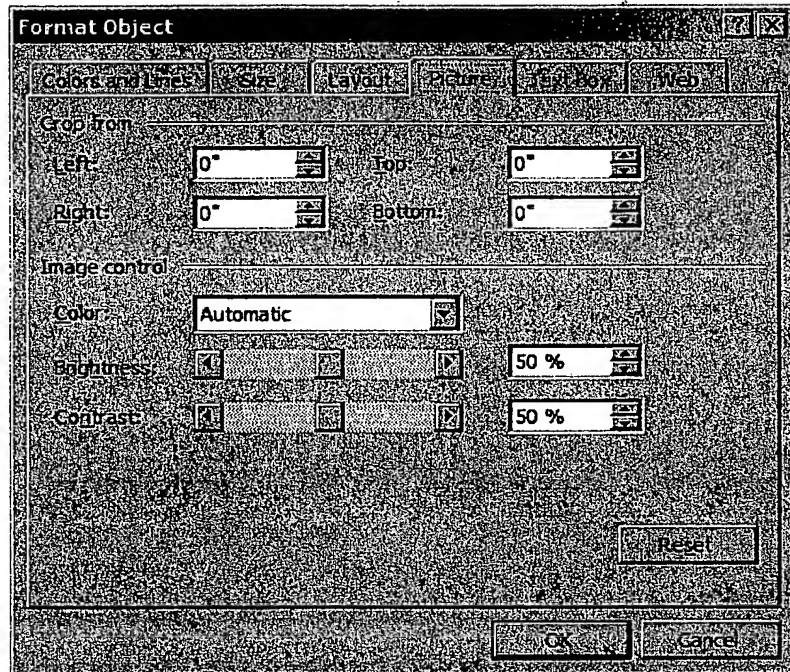 Format Object
Colors and Lines Size Layout Picture Text Box Web
Crop from
Left: 0" Top: 0"
Right: 0" Bottom: 0"
Image control
Color: Automatic
Brightness: 50 %
Contrast: 50 %
Reset
OK Cancel